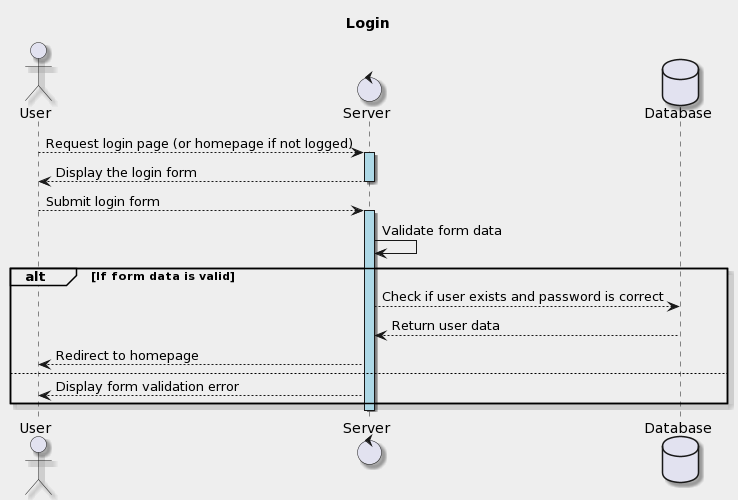 Login
User
Server
Database
Request login page (or homepage if not logged)
Display the login form
Submit login form
Validate form data
alt [If form data is valid]
Check if user exists and password is correct
Return user data
Redirect to homepage
Display form validation error
User
Server
Database